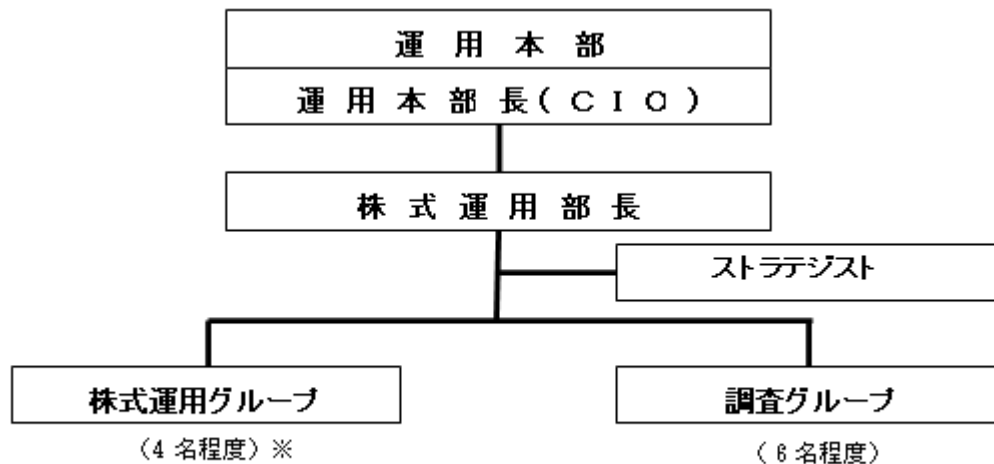 運用本部
運用本部長(CIO)
株式運用部長
ストラテジスト
株式運用グループ
調査グループ
(4名程度)※
(6名程度)